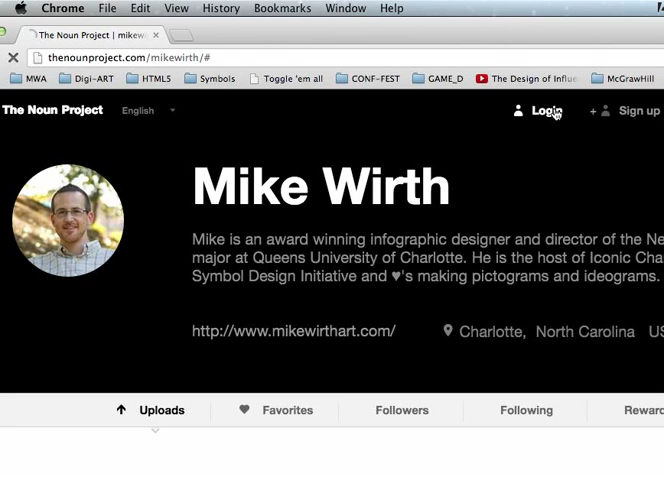 Chrome File Edit View History Bookmarks Window Help
The Noun Project | mikew
thenounproject.com/mikewirth/#
MWA Digi-ART HTML5 Symbols Toggle 'em all CONF-FEST GAME_D The Design of Influe McGrawHill
The Noun Project English Login + Sign up
Mike Wirth
Mike is an award winning infographic designer and director of the Ne
major at Queens University of Charlotte. He is the host of Iconic Cha
Symbol Design Initiative and ♥'s making pictograms and ideograms.
http://www.mikewirthart.com/ Charlotte, North Carolina US
Uploads Favorites Followers Following Reward